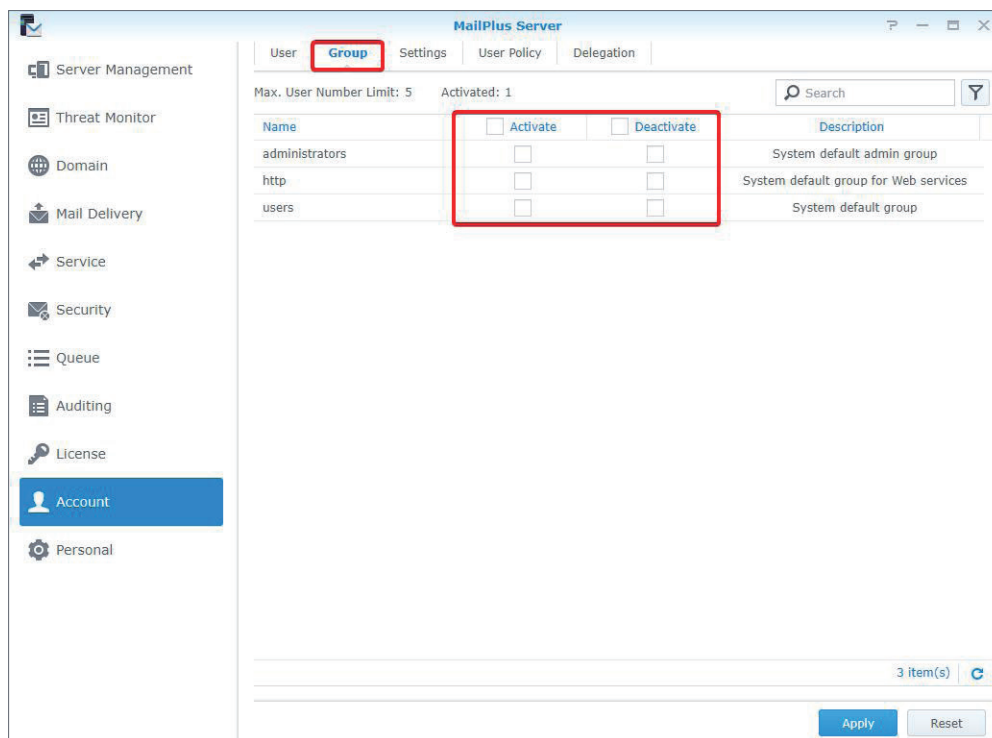 MailPlus Server
Server Management
Threat Monitor
Domain
Mail Delivery
Service
Security
Queue
Auditing
License
Account
Personal
User Group Settings User Policy Delegation
Max. User Number Limit: 5 Activated: 1 Search
Name Activate Deactivate Description
administrators System default admin group
http System default group for Web services
users System default group
3 item(s)
Apply Reset